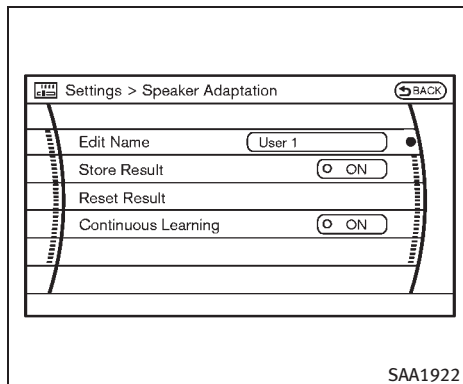 Settings > Speaker Adaptation BACK
Edit Name User 1
Store Result ON
Reset Result
Continuous Learning ON
SAA1922